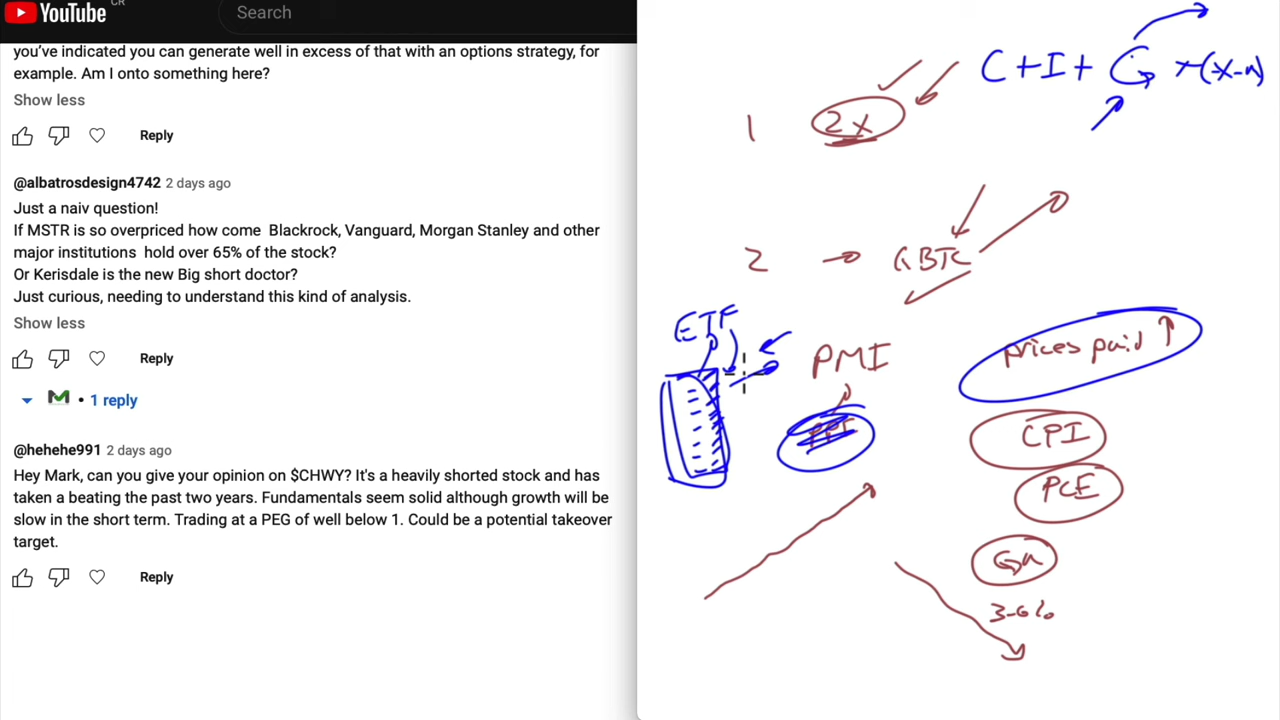 YouTube CR
Search
you've indicated you can generate well in excess of that with an options strategy, for
example. Am I onto something here?
Show less
Reply
@albatrosdesign4742 2 days ago
Just a naiv question!
If MSTR is so overpriced how come Blackrock, Vanguard, Morgan Stanley and other
major institutions hold over 65% of the stock?
Or Kerisdale is the new Big short doctor?
Just curious, needing to understand this kind of analysis.
Show less
Reply
M • 1 reply
@hehehe991 2 days ago
Hey Mark, can you give your opinion on $CHWY? It's a heavily shorted stock and has
taken a beating the past two years. Fundamentals seem solid although growth will be
slow in the short term. Trading at a PEG of well below 1. Could be a potential takeover
target.
Reply
C+I+G+(x-n)
1 2x
2 GBTC
ETF
PMI prices paid
PPI CPI
PCE
3-6%